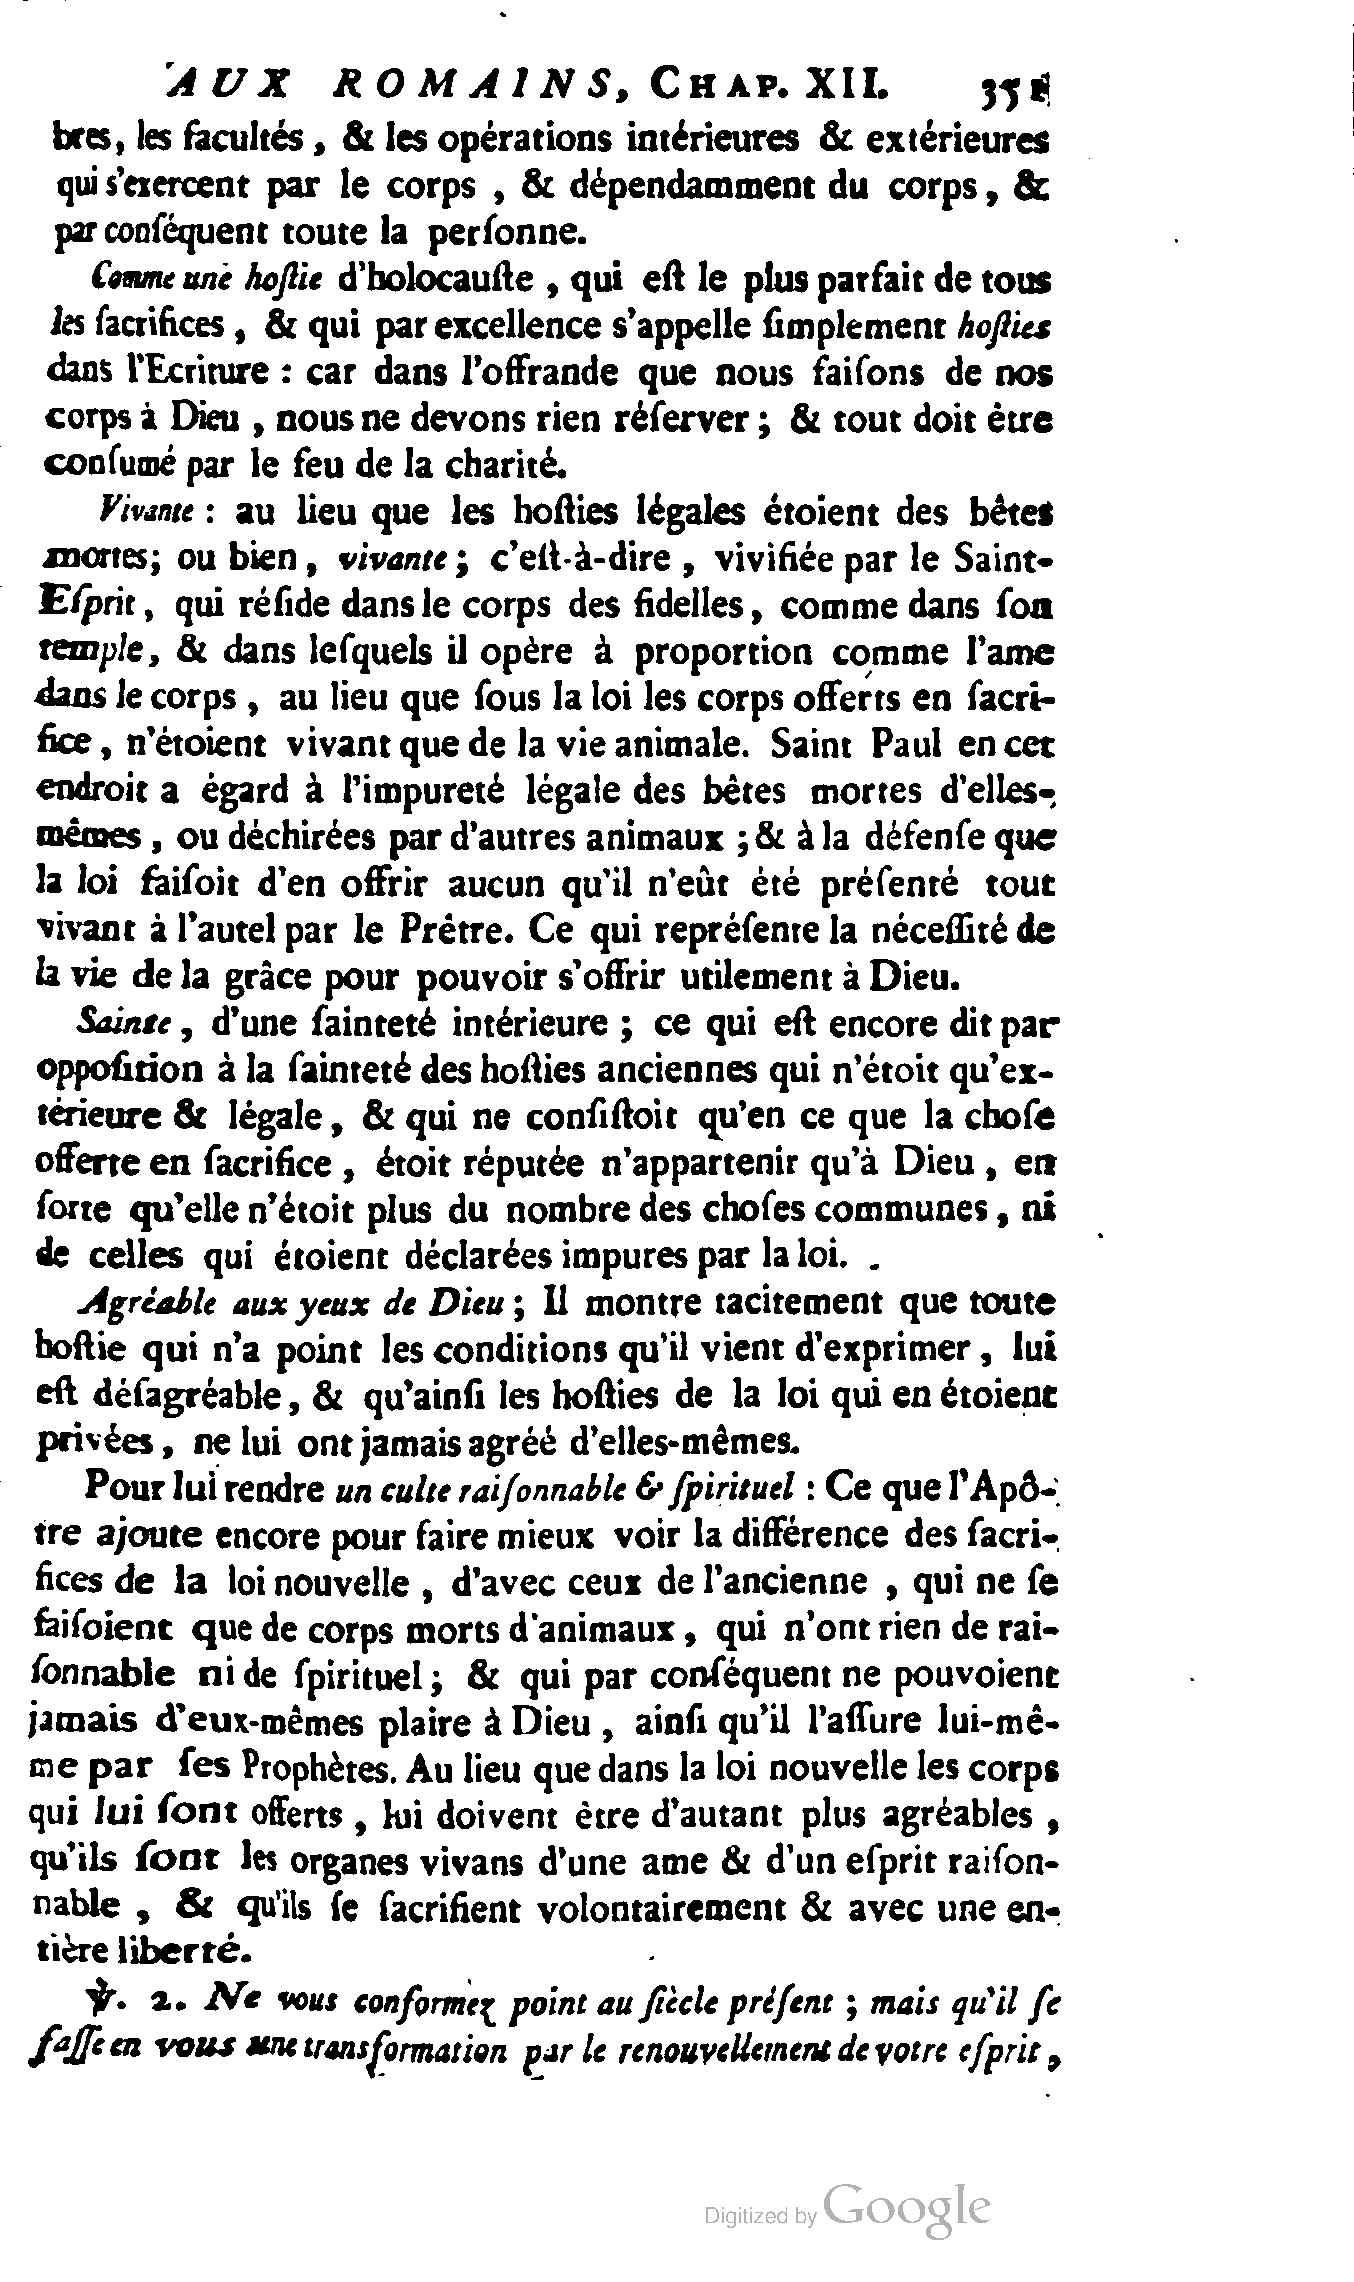 AUX ROMAINS, CHAP. XII. 351
bres, les facultés, & les opérations intérieures & extérieures
qui s'exercent par le corps, & dépendamment du corps, &
par conſéquent toute la perſonne.
Comme une hoſtie d'holocauſte, qui eſt le plus parfait de tous
les ſacrifices, & qui par excellence s'appelle ſimplement hoſties
dans l'Ecriture : car dans l'offrande que nous faiſons de nos
corps à Dieu, nous ne devons rien réſerver ; & tout doit être
conſumé par le feu de la charité.
Vivante : au lieu que les hoſties légales étoient des bêtes
mortes; ou bien, vivante ; c'eſt-à-dire, vivifiée par le Saint-
Eſprit, qui réſide dans le corps des fidelles, comme dans ſon
temple, & dans leſquels il opère à proportion comme l'ame
dans le corps, au lieu que ſous la loi les corps offerts en ſacri-
fice, n'étoient vivant que de la vie animale. Saint Paul en cet
endroit a égard à l'impureté légale des bêtes mortes d'elles-
mêmes, ou déchirées par d'autres animaux ; & à la défenſe que
la loi faiſoit d'en offrir aucun qu'il n'eût été préſenté tout
vivant à l'autel par le Prêtre. Ce qui repréſente la néceſſité de
la vie de la grâce pour pouvoir s'offrir utilement à Dieu.
Sainte, d'une ſainteté intérieure ; ce qui eſt encore dit par
oppoſition à la ſainteté des hoſties anciennes qui n'étoit qu'ex-
térieure & légale, & qui ne conſiſtoit qu'en ce que la choſe
offerte en ſacrifice, étoit réputée n'appartenir qu'à Dieu, en
ſorte qu'elle n'étoit plus du nombre des choſes communes, ni
de celles qui étoient déclarées impures par la loi.
Agréable aux yeux de Dieu ; Il montre tacitement que toute
hoſtie qui n'a point les conditions qu'il vient d'exprimer, lui
eſt déſagréable, & qu'ainſi les hoſties de la loi qui en étoient
privées, ne lui ont jamais agréé d'elles-mêmes.
Pour lui rendre un culte raiſonnable & ſpirituel : Ce que l'Apô-
tre ajoute encore pour faire mieux voir la différence des ſacri-
fices de la loi nouvelle, d'avec ceux de l'ancienne, qui ne ſe
faiſoient que de corps morts d'animaux, qui n'ont rien de rai-
ſonnable ni de ſpirituel ; & qui par conſéquent ne pouvoient
jamais d'eux-mêmes plaire à Dieu, ainſi qu'il l'aſſure lui-mê-
me par ſes Prophètes. Au lieu que dans la loi nouvelle les corps
qui lui ſont offerts, lui doivent être d'autant plus agréables,
qu'ils ſont les organes vivans d'une ame & d'un eſprit raiſon-
nable, & qu'ils ſe ſacrifient volontairement & avec une en-
tière liberté.
℣. 2. Ne vous conformez point au ſiècle préſent ; mais qu'il ſe
faſſe en vous une transformation par le renouvellement de votre eſprit,
Digitized by Google